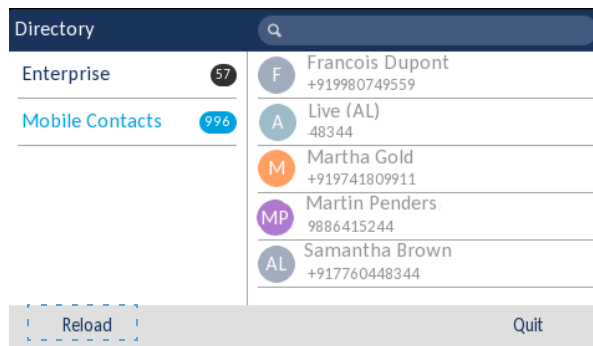 Directory
Enterprise 57
Mobile Contacts 996
F Francois Dupont
+919980749559
A Live (AL)
48344
M Martha Gold
+919741809911
MP Martin Penders
9886415244
AL Samantha Brown
+917760448344
Reload Quit